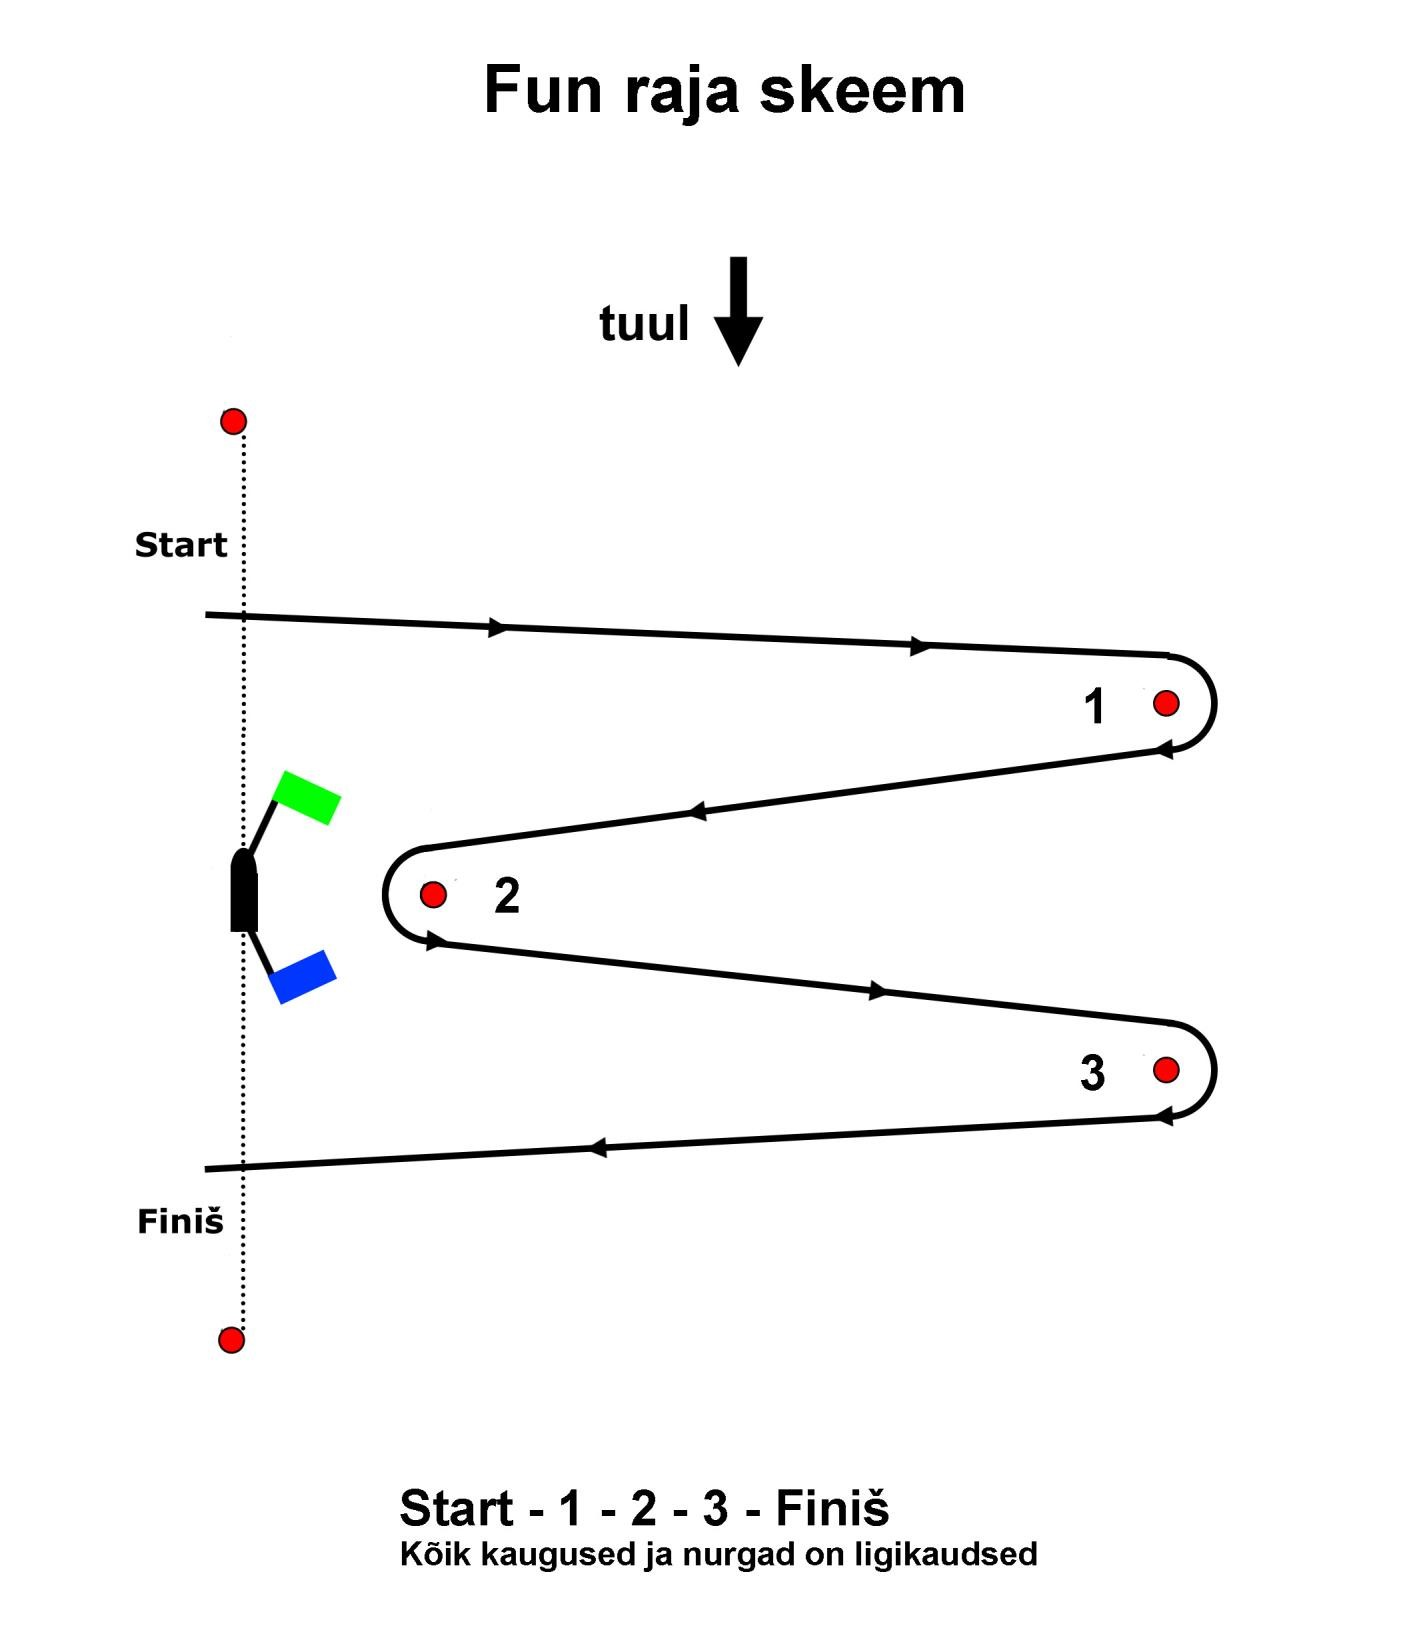 Fun raja skeem
tuul
Start
1
2
3
Finiš
Start - 1 - 2 - 3 - Finiš
Kõik kaugused ja nurgad on ligikaudsed